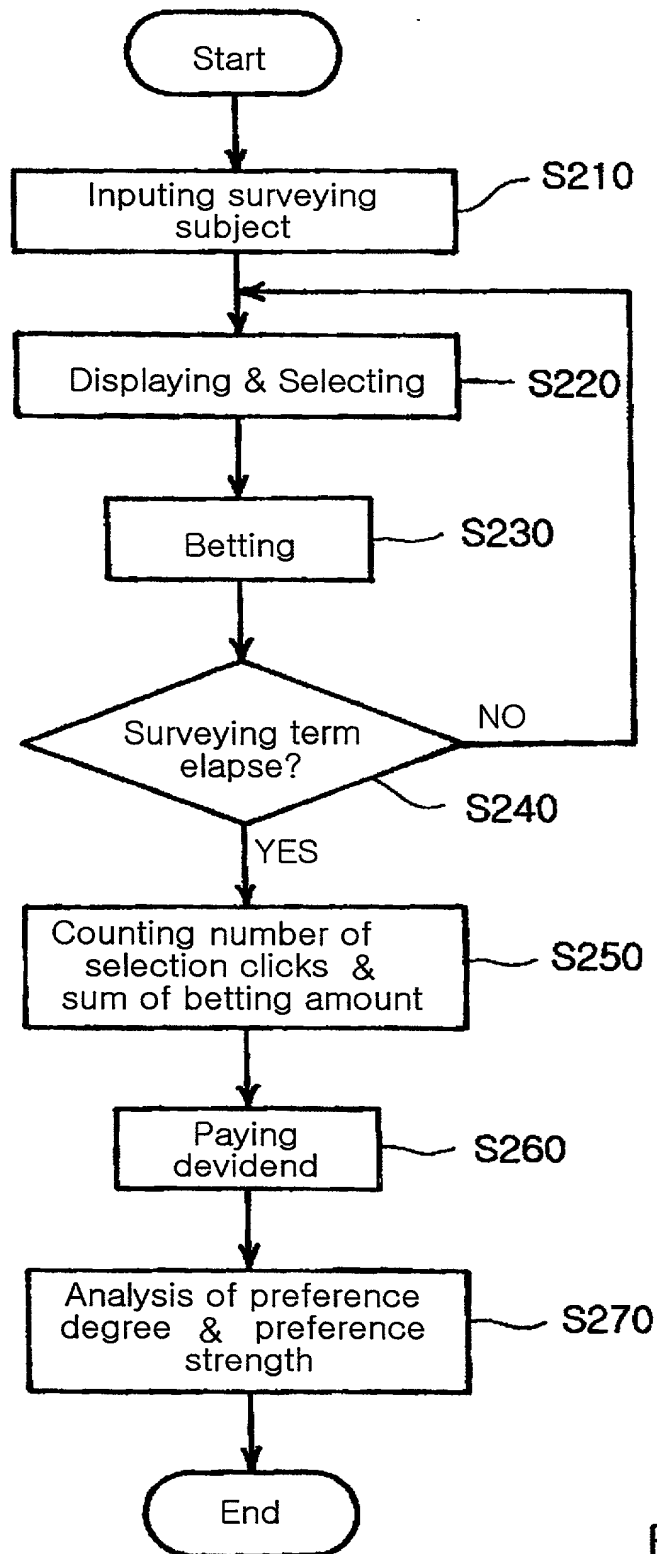 Start
Inputing surveying
subject
S210
Displaying & Selecting
S220
Betting
S230
Surveying term
elapse?
NO
S240
YES
Counting number of
selection clicks &
sum of betting amount
S250
Paying
devidend
S260
Analysis of preference
degree & preference
strength
S270
End